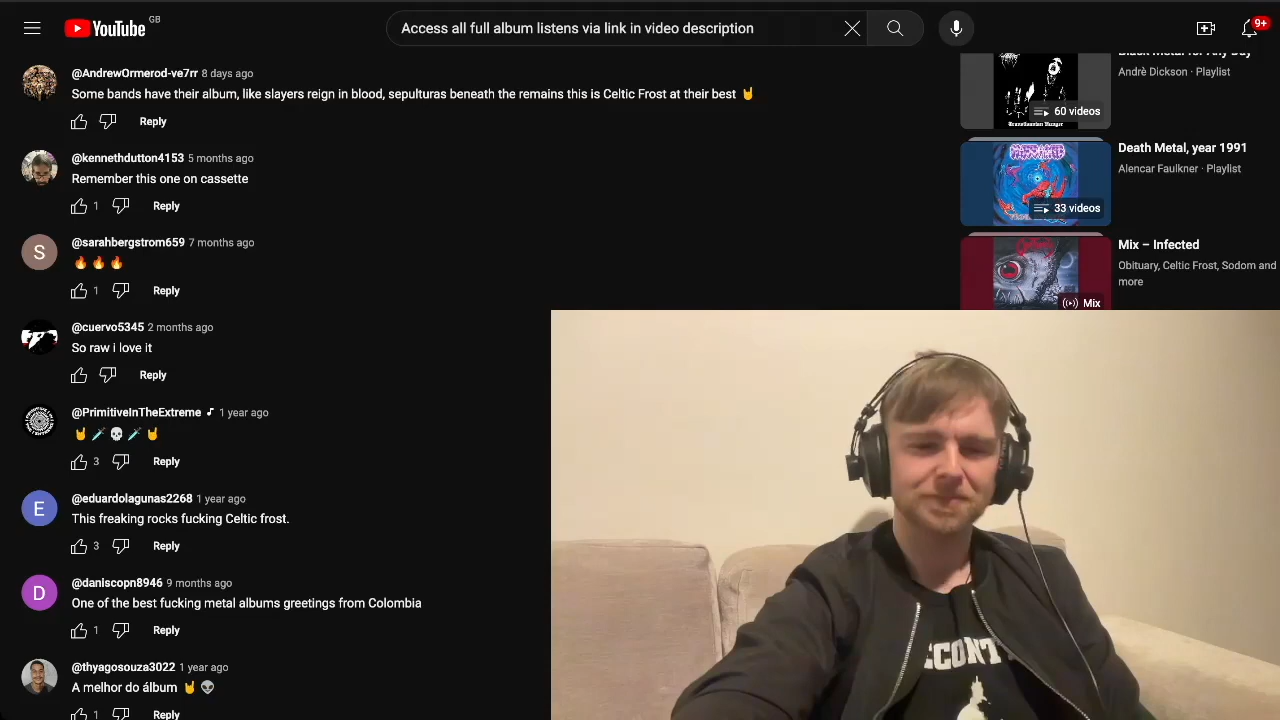 YouTube GB
Access all full album listens via link in video description
9+
@AndrewOrmerod-ve7rr 8 days ago
Some bands have their album, like slayers reign in blood, sepulturas beneath the remains this is Celtic Frost at their best 🤘
Reply
@kennethdutton4153 5 months ago
Remember this one on cassette
1 Reply
S
@sarahbergstrom659 7 months ago
🔥🔥🔥
1 Reply
@cuervo5345 2 months ago
So raw i love it
Reply
@PrimitiveInTheExtreme 1 year ago
🤘🗡️💀🗡️🤘
3 Reply
E
@eduardolagunas2268 1 year ago
This freaking rocks fucking Celtic frost.
3 Reply
D
@daniscopn8946 9 months ago
One of the best fucking metal albums greetings from Colombia
1 Reply
@thyagosouza3022 1 year ago
A melhor do álbum 🤘👽
1 Reply
Black Metal for Any Day
Andrè Dickson · Playlist
60 videos
Death Metal, year 1991
Alencar Faulkner · Playlist
33 videos
Mix – Infected
Obituary, Celtic Frost, Sodom and
more
Mix